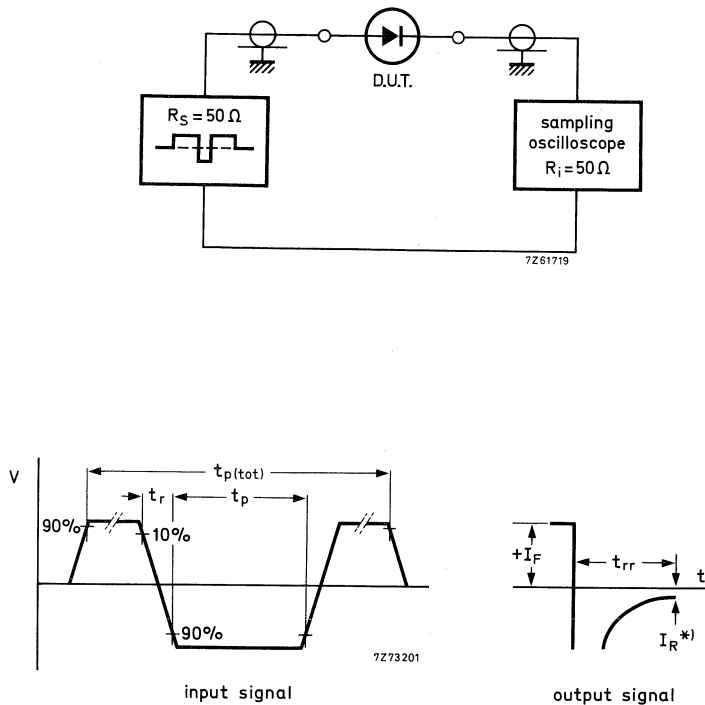 D.U.T.
R_S = 50 Ω
sampling
oscilloscope
R_i = 50 Ω
7Z61719
V
t_p(tot)
t_r
t_p
90%
10%
90%
7Z73201
input signal
+I_F
t_rr
t
I_R*)
output signal